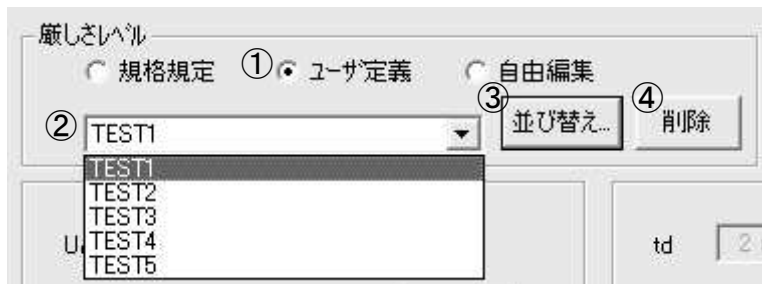 厳しさレベル
規格規定 ① ユーザ定義 自由編集
② TEST1 ③ 並び替え... ④ 削除
TEST1
TEST2
TEST3
TEST4
TEST5
td 2